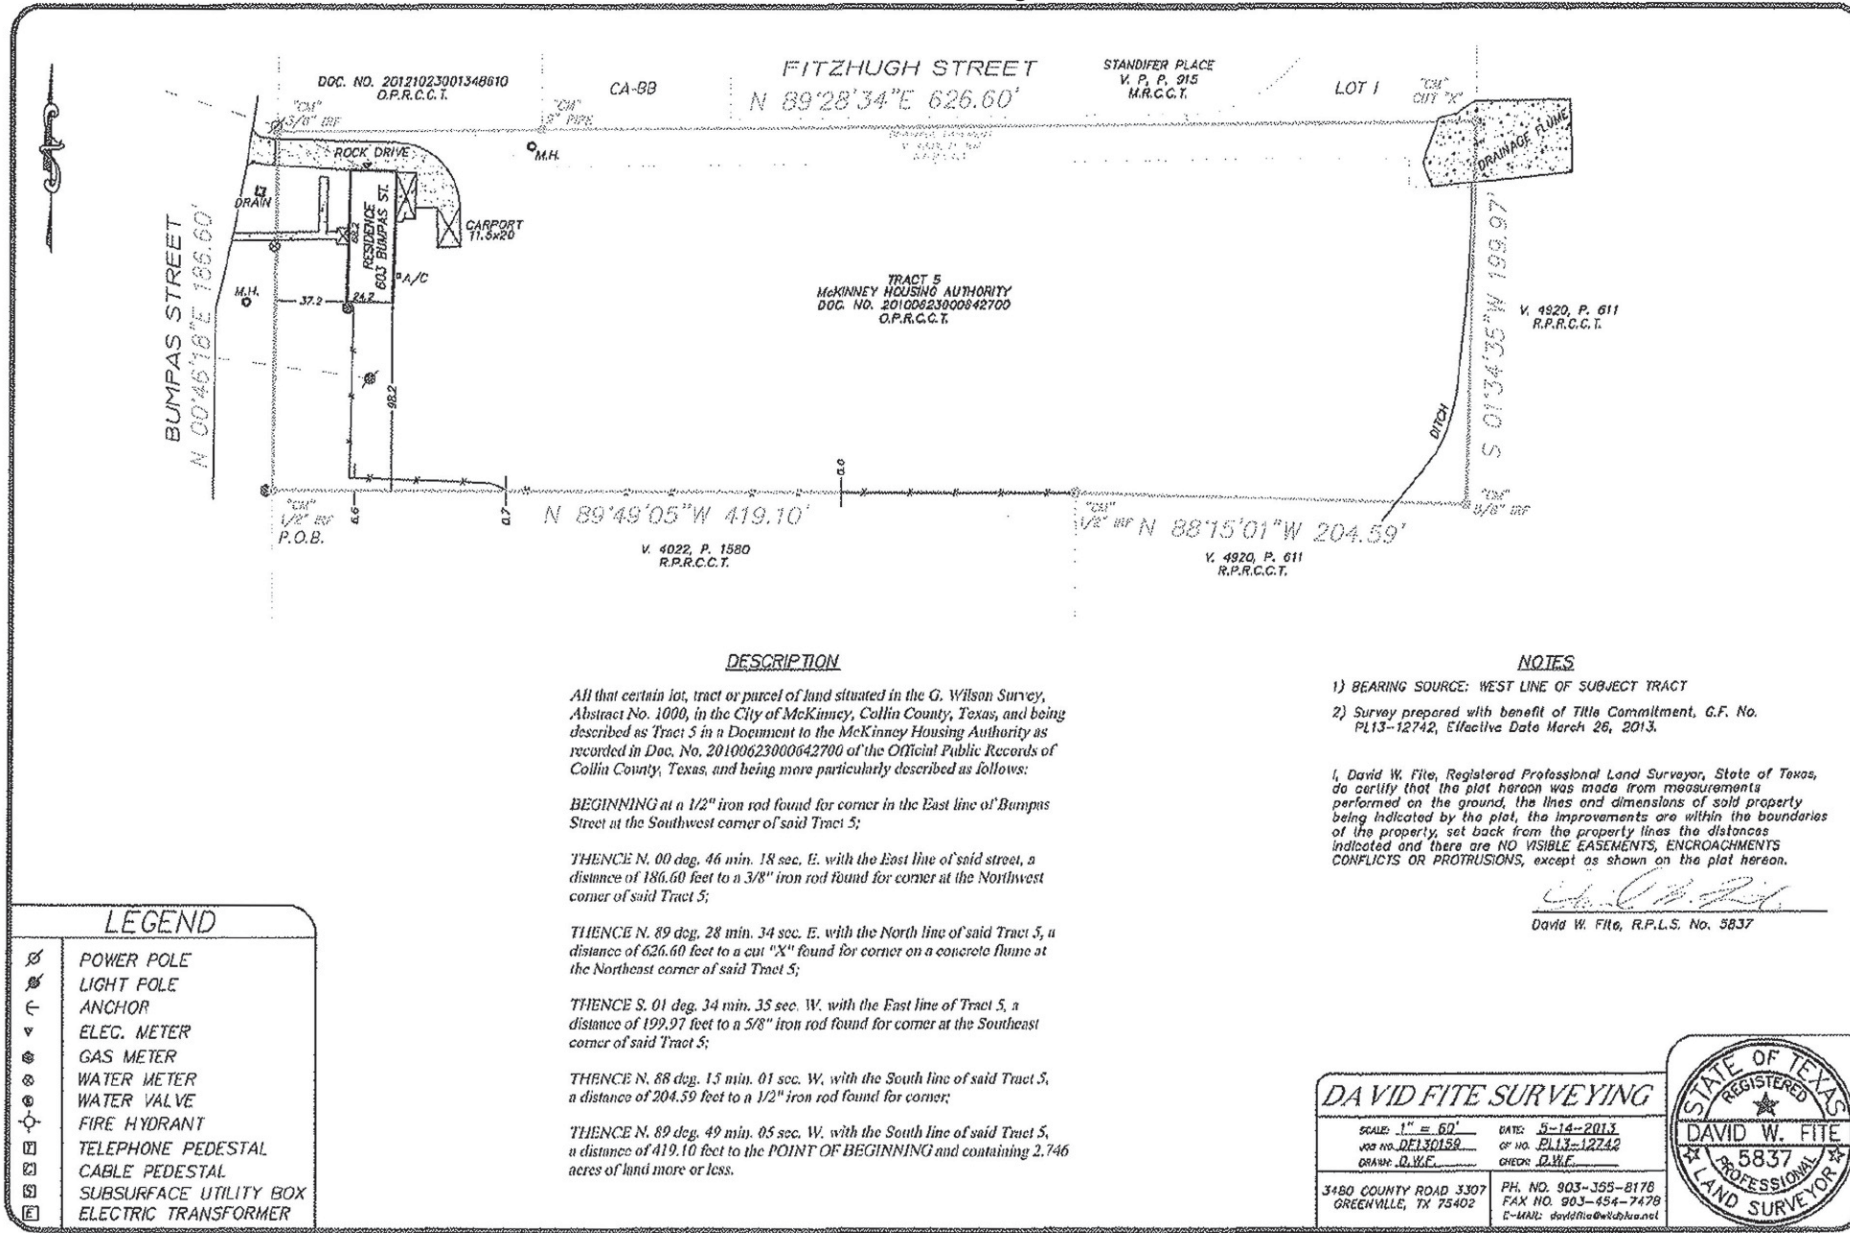 FITZHUGH STREET
N 89°28'34"E 626.60'
DOC. NO. 20121023001348610
O.P.R.C.C.T.
CA-BB
STANDIFER PLACE
V. P, P. 915
M.R.C.C.T.
LOT 1
"CM"
CUT "X"
"CM"
3/8" IRF
"CM"
2" PIPE
M.H.
ROCK DRIVE
DRAINAGE FLUME
DRAIN
RESIDENCE
603 BUMPAS ST.
68.2
CARPORT
11.5x20
A/C
M.H.
37.2
24.2
98.2
BUMPAS STREET
N 00°46'18"E 186.60'
TRACT 5
McKINNEY HOUSING AUTHORITY
DOC. NO. 20100623000642700
O.P.R.C.C.T.
S 01°34'35"W 199.97'
V. 4920, P. 611
R.P.R.C.C.T.
DITCH
"CM"
1/2" IRF
P.O.B.
6.6
0.7
0.0
N 89°49'05"W 419.10'
V. 4022, P. 1580
R.P.R.C.C.T.
"CM"
1/2" IRF
N 88°15'01"W 204.59'
V. 4920, P. 611
R.P.R.C.C.T.
"CM"
5/8" IRF
DESCRIPTION
All that certain lot, tract or parcel of land situated in the G. Wilson Survey,
Abstract No. 1000, in the City of McKinney, Collin County, Texas, and being
described as Tract 5 in a Document to the McKinney Housing Authority as
recorded in Doc. No. 20100623000642700 of the Official Public Records of
Collin County, Texas, and being more particularly described as follows:
BEGINNING at a 1/2" iron rod found for corner in the East line of Bumpas
Street at the Southwest corner of said Tract 5;
THENCE N. 00 deg. 46 min. 18 sec. E. with the East line of said street, a
distance of 186.60 feet to a 3/8" iron rod found for corner at the Northwest
corner of said Tract 5;
THENCE N. 89 deg. 28 min. 34 sec. E. with the North line of said Tract 5, a
distance of 626.60 feet to a cut "X" found for corner on a concrete flume at
the Northeast corner of said Tract 5;
THENCE S. 01 deg. 34 min. 35 sec. W. with the East line of Tract 5, a
distance of 199.97 feet to a 5/8" iron rod found for corner at the Southeast
corner of said Tract 5;
THENCE N. 88 deg. 15 min. 01 sec. W. with the South line of said Tract 5,
a distance of 204.59 feet to a 1/2" iron rod found for corner;
THENCE N. 89 deg. 49 min. 05 sec. W. with the South line of said Tract 5,
a distance of 419.10 feet to the POINT OF BEGINNING and containing 2.746
acres of land more or less.
NOTES
1) BEARING SOURCE: WEST LINE OF SUBJECT TRACT
2) Survey prepared with benefit of Title Commitment, G.F. No.
PL13-12742, Effective Date March 26, 2013.
I, David W. Fite, Registered Professional Land Surveyor, State of Texas,
do certify that the plat hereon was made from measurements
performed on the ground, the lines and dimensions of said property
being indicated by the plat, the improvements are within the boundaries
of the property, set back from the property lines the distances
indicated and there are NO VISIBLE EASEMENTS, ENCROACHMENTS
CONFLICTS OR PROTRUSIONS, except as shown on the plat hereon.
David W. Fite, R.P.L.S. No. 5837
LEGEND
POWER POLE
LIGHT POLE
ANCHOR
ELEC. METER
GAS METER
WATER METER
WATER VALVE
FIRE HYDRANT
T TELEPHONE PEDESTAL
C CABLE PEDESTAL
S SUBSURFACE UTILITY BOX
E ELECTRIC TRANSFORMER
DAVID FITE SURVEYING
SCALE: 1" = 60' DATE: 5-14-2013
JOB NO. DF130159 GF NO. PL13-12742
DRAWN: D.W.F. CHECK: D.W.F.
3480 COUNTY ROAD 3307
GREENVILLE, TX 75402
PH. NO. 903-355-8178
FAX NO. 903-454-7478
E-MAIL: davidfite@wildblue.net
STATE OF TEXAS
REGISTERED
DAVID W. FITE
5837
PROFESSIONAL
LAND SURVEYOR